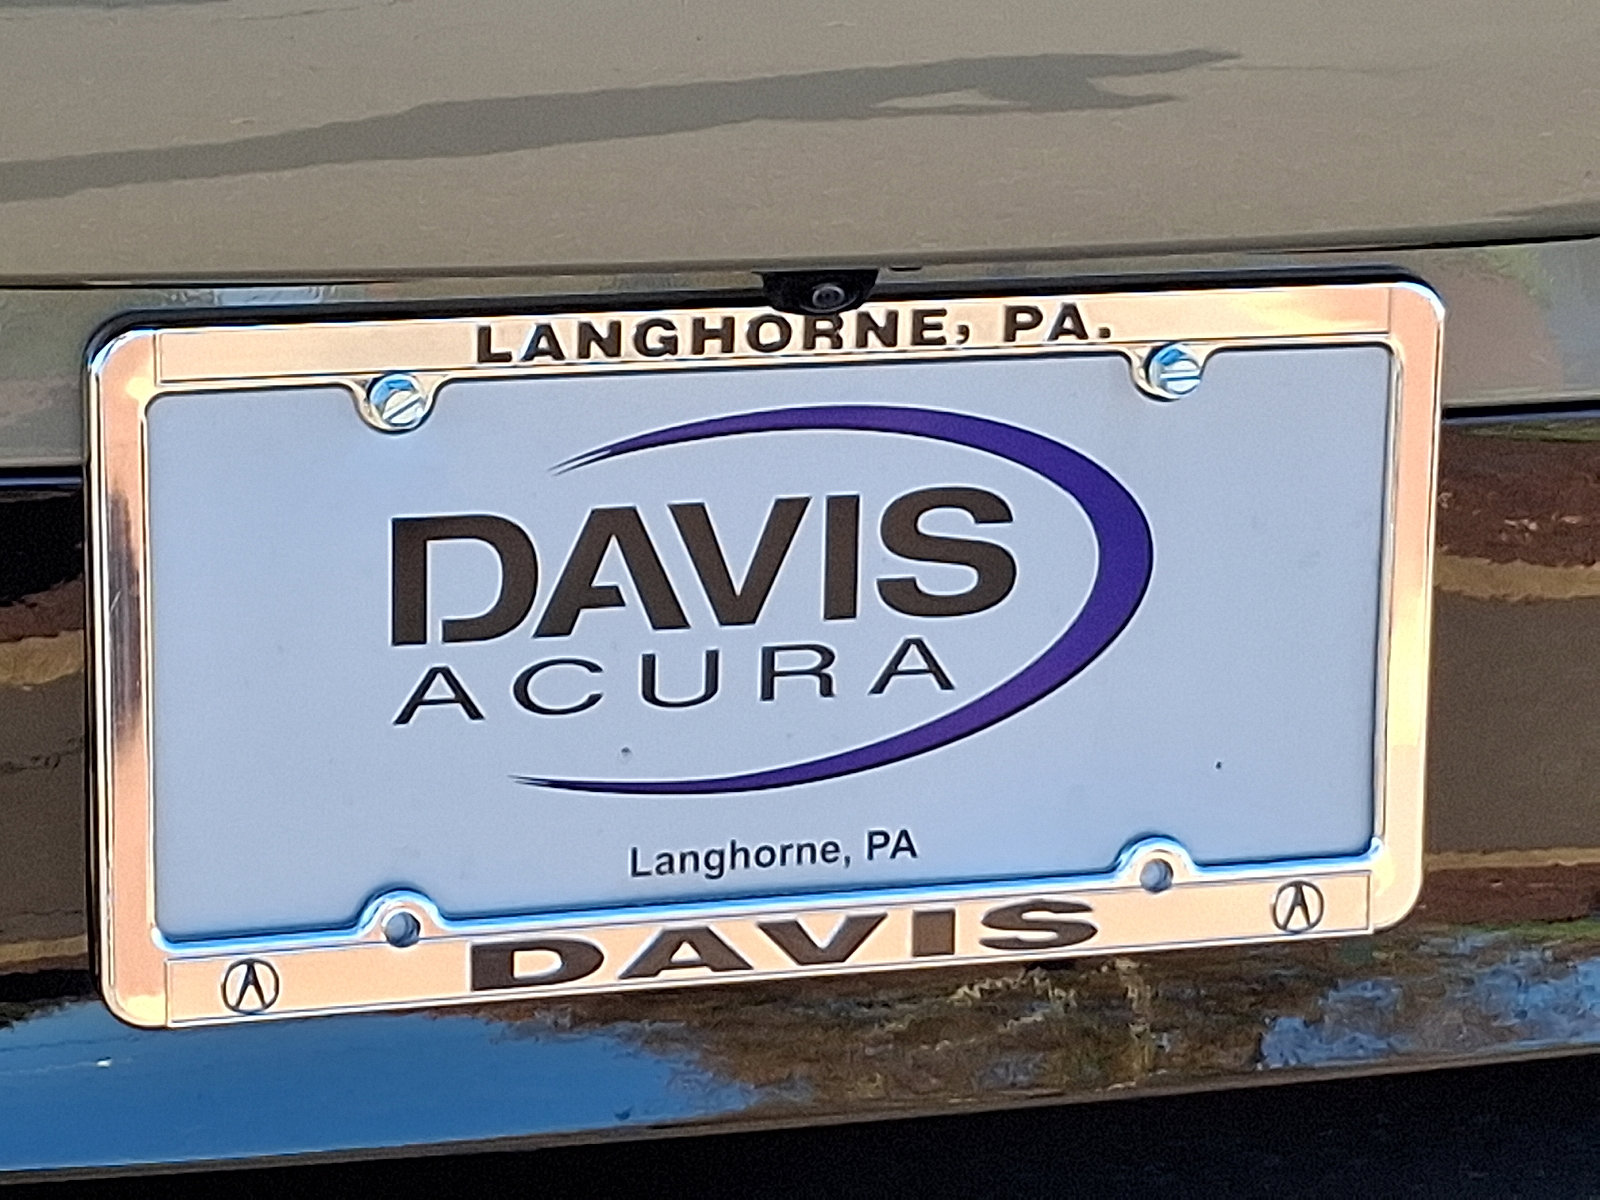 LANGHORNE, PA.
DAVIS
ACURA
Langhorne, PA
DAVIS